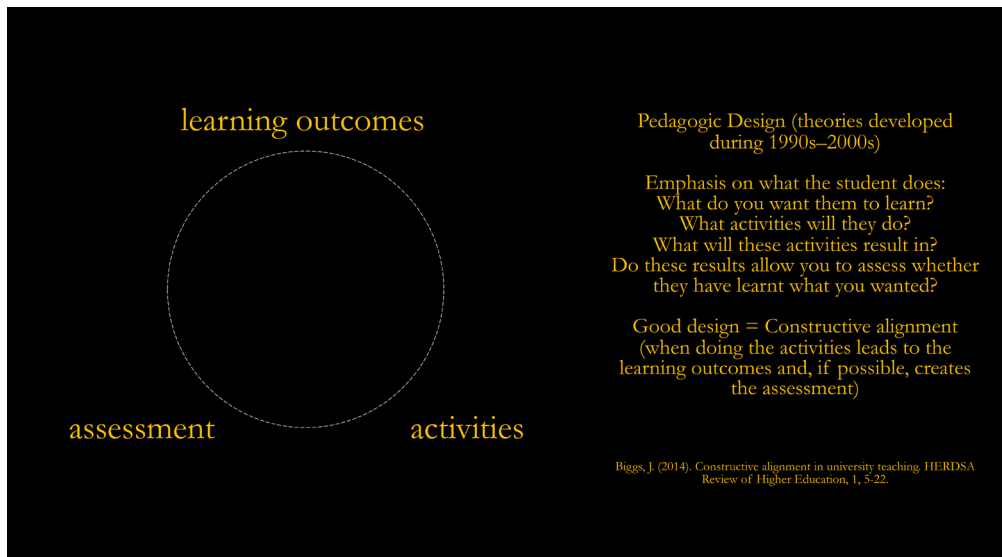 learning outcomes
assessment
activities
Pedagogic Design (theories developed
during 1990s–2000s)
Emphasis on what the student does:
What do you want them to learn?
What activities will they do?
What will these activities result in?
Do these results allow you to assess whether
they have learnt what you wanted?
Good design = Constructive alignment
(when doing the activities leads to the
learning outcomes and, if possible, creates
the assessment)
Biggs, J. (2014). Constructive alignment in university teaching. HERDSA
Review of Higher Education, 1, 5-22.